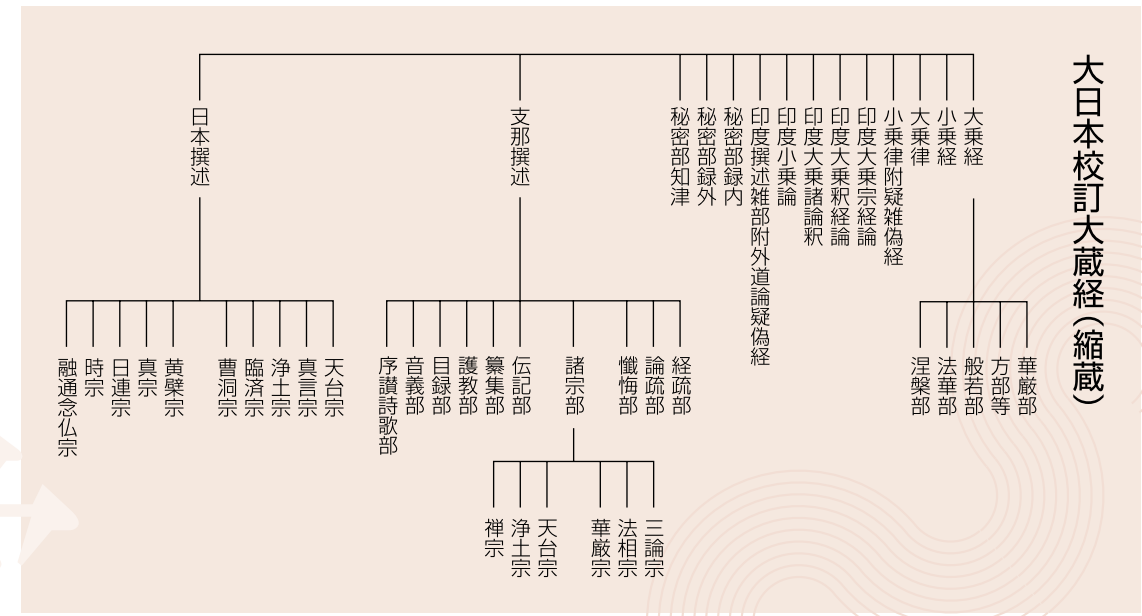 大日本校訂大蔵経（縮蔵）
大乗経
小乗経
大乗律
小乗律附疑雑偽経
印度大乗宗経論
印度大乗釈経論
印度大乗諸論釈
印度小乗論
印度撰述雑部附外道論疑偽経
秘密部録内
秘密部録外
秘密部知津
支那撰述
日本撰述
華厳部
方部等
般若部
法華部
涅槃部
経疏部
論疏部
懺悔部
諸宗部
伝記部
纂集部
護教部
目録部
音義部
序讃詩歌部
天台宗
真言宗
浄土宗
臨済宗
曹洞宗
黄檗宗
真宗
日連宗
時宗
融通念仏宗
三論宗
法相宗
華厳宗
天台宗
浄土宗
禅宗